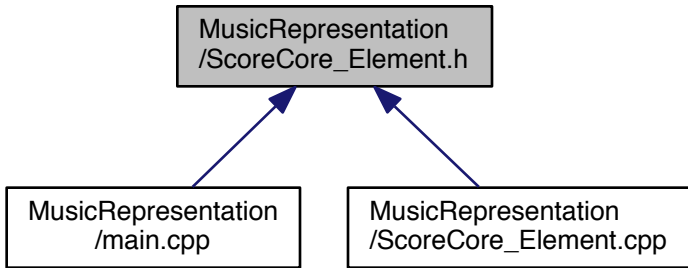 MusicRepresentation
/ScoreCore_Element.h
MusicRepresentation
/main.cpp
MusicRepresentation
/ScoreCore_Element.cpp